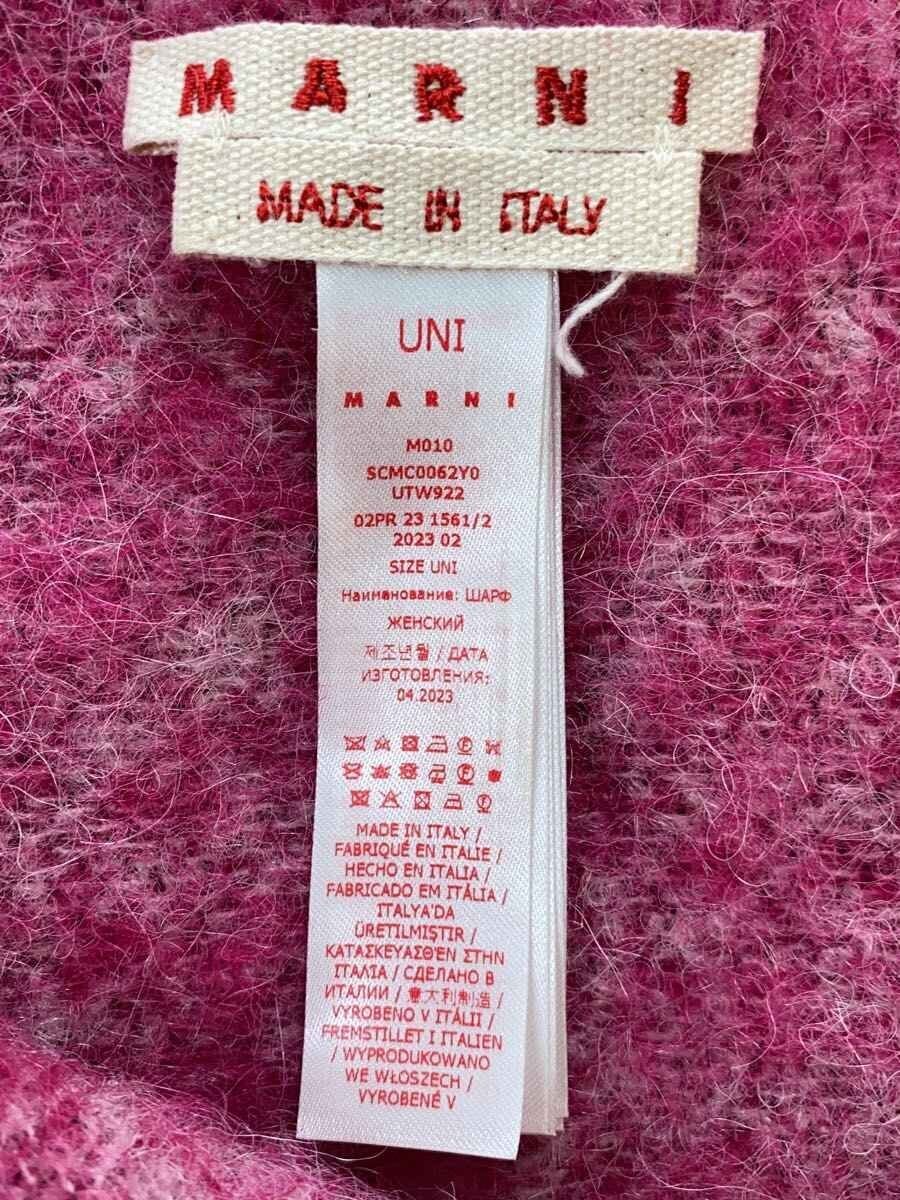 MARNI
MADE IN ITALY
UNI
MARNI
M010
SCMC0062Y0
UTW922
02PR 23 1561/2
2023 02
SIZE UNI
Наименование: ШАРФ
ЖЕНСКИЙ
제조년월 / ДАТА
ИЗГОТОВЛЕНИЯ:
04.2023
MADE IN ITALY /
FABRIQUÉ EN ITALIE /
HECHO EN ITALIA /
FABRICADO EM ITÁLIA /
ITALYA'DA
ÜRETILMIŞTIR /
ΚΑΤΑΣΚΕΥΑΣΘ'ΕΝ ΣΤΗΝ
ΙΤΑΛΙΑ / СДЕЛАНО В
ИТАЛИИ / 意大利制造 /
VYROBENO V ITÁLII /
FREMSTILLET I ITALIEN
/ WYPRODUKOWANO
WE WŁOSZECH /
VYROBENÉ V